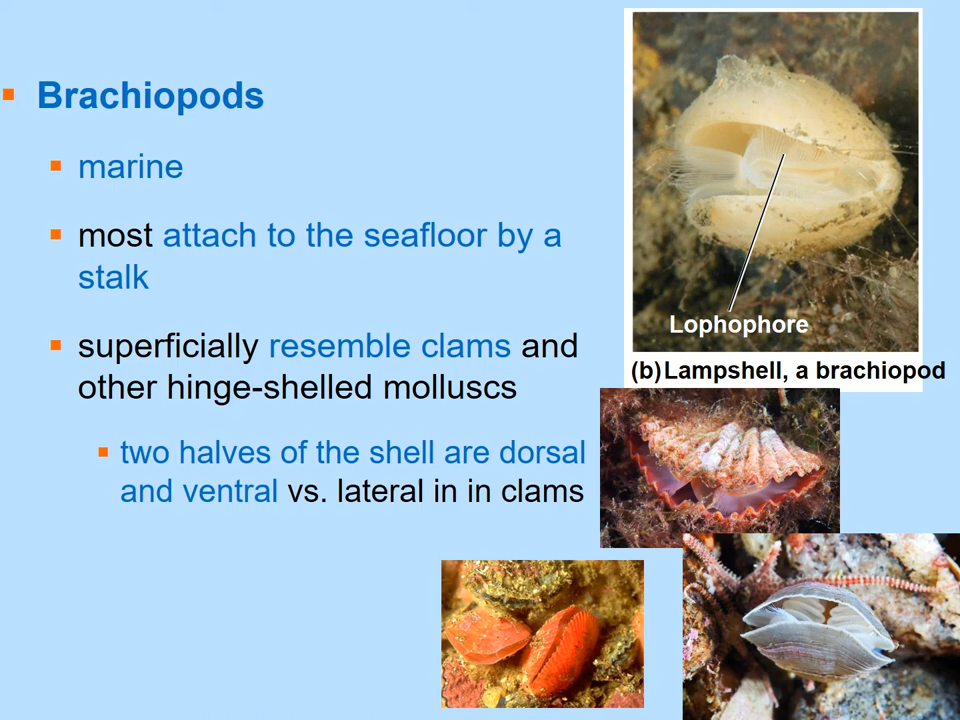 Brachiopods
marine
most attach to the seafloor by a
stalk
superficially resemble clams and
other hinge-shelled molluscs
two halves of the shell are dorsal
and ventral vs. lateral in in clams
Lophophore
(b) Lampshell, a brachiopod